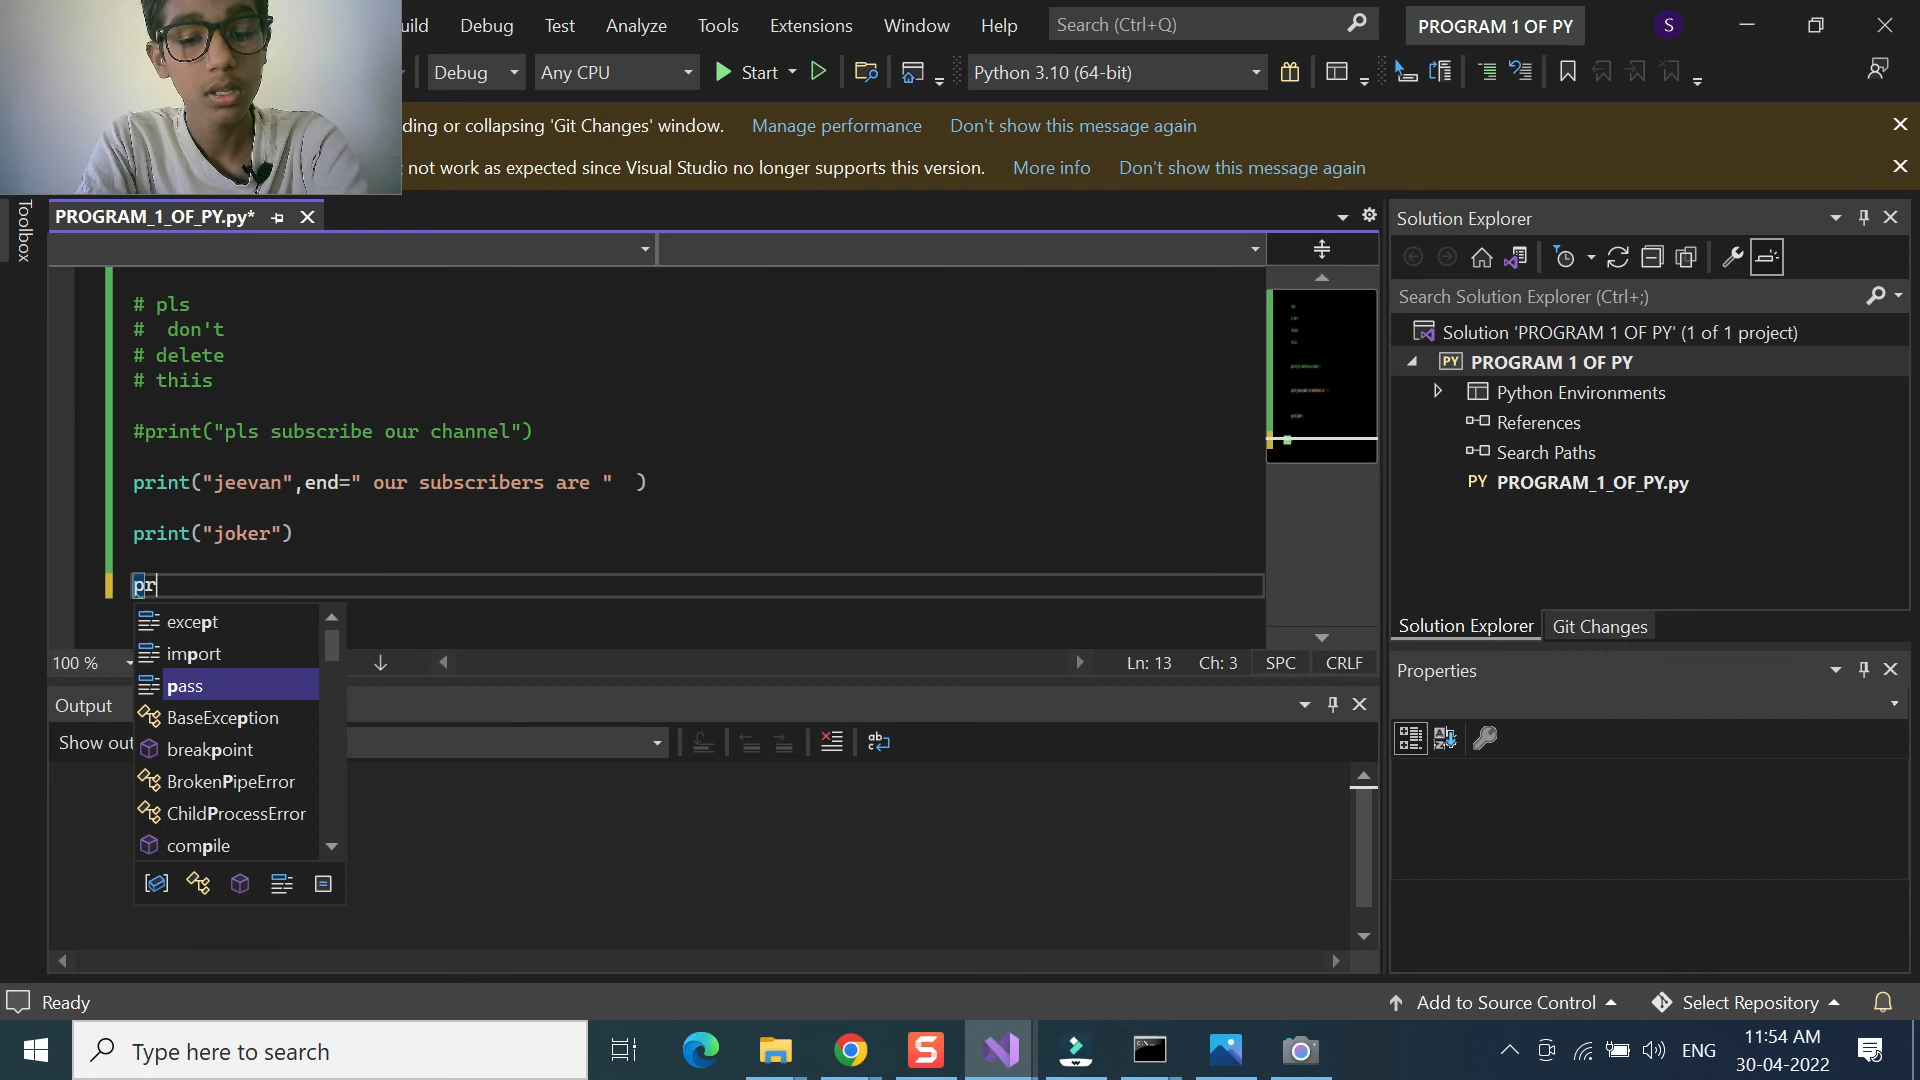 uild Debug Test Analyze Tools Extensions Window Help Search (Ctrl+Q) PROGRAM 1 OF PY S
Debug Any CPU Start Python 3.10 (64-bit)
ding or collapsing 'Git Changes' window. Manage performance Don't show this message again
t not work as expected since Visual Studio no longer supports this version. More info Don't show this message again
Toolbox
PROGRAM_1_OF_PY.py*
# pls
#  don't
# delete
# thiis
#print("pls subscribe our channel")
print("jeevan",end=" our subscribers are "  )
print("joker")
pr
except
import
pass
BaseException
breakpoint
BrokenPipeError
ChildProcessError
compile
100 %
Ln: 13 Ch: 3 SPC CRLF
Output
Show out
Solution Explorer
Search Solution Explorer (Ctrl+;)
Solution 'PROGRAM 1 OF PY' (1 of 1 project)
PY PROGRAM 1 OF PY
Python Environments
References
Search Paths
PY PROGRAM_1_OF_PY.py
Solution Explorer Git Changes
Properties
Ready
Add to Source Control Select Repository
Type here to search
ENG
11:54 AM
30-04-2022